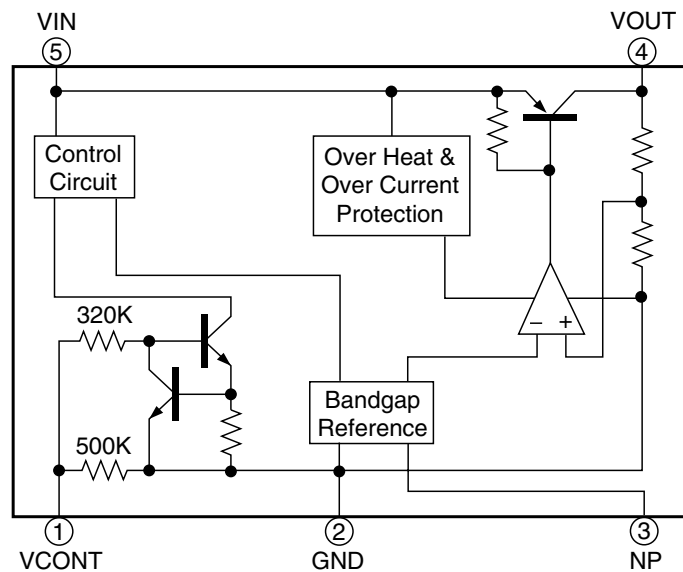 VIN
VOUT
5
4
Control
Circuit
Over Heat &
Over Current
Protection
320K
− +
Bandgap
Reference
500K
1
2
3
VCONT
GND
NP